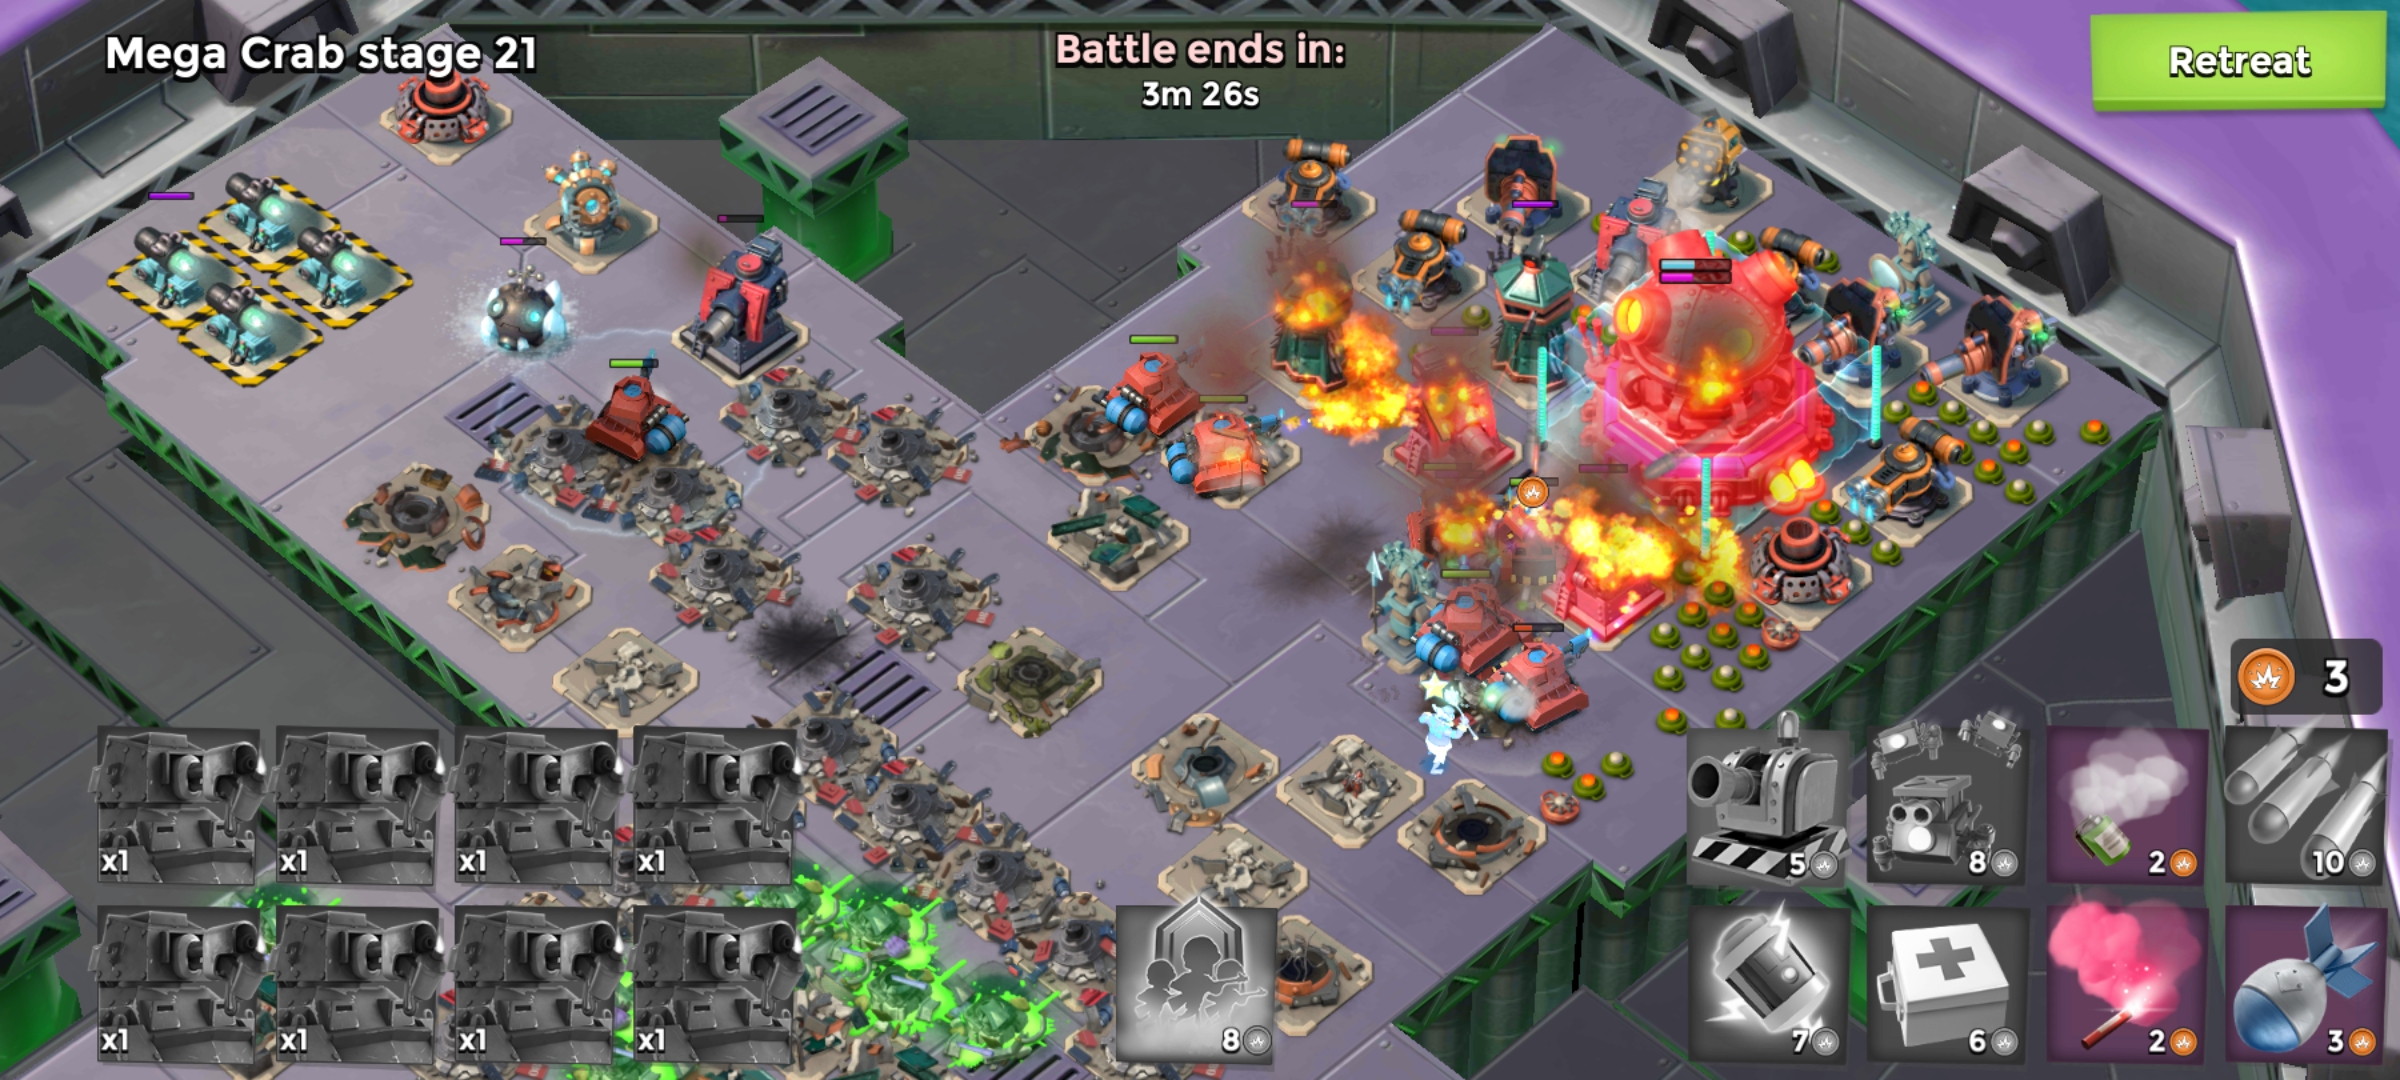 Mega Crab stage 21
Battle ends in:
3m 26s
Retreat
3
x1
x1
x1
x1
5
8
2
10
x1
x1
x1
x1
8
7
6
2
3